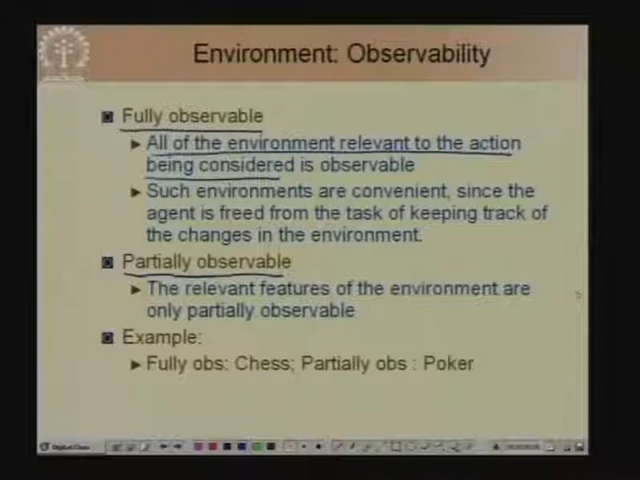 Environment: Observability
Fully observable
All of the environment relevant to the action
being considered is observable
Such environments are convenient, since the
agent is freed from the task of keeping track of
the changes in the environment.
Partially observable
The relevant features of the environment are
only partially observable
Example:
Fully obs: Chess; Partially obs : Poker